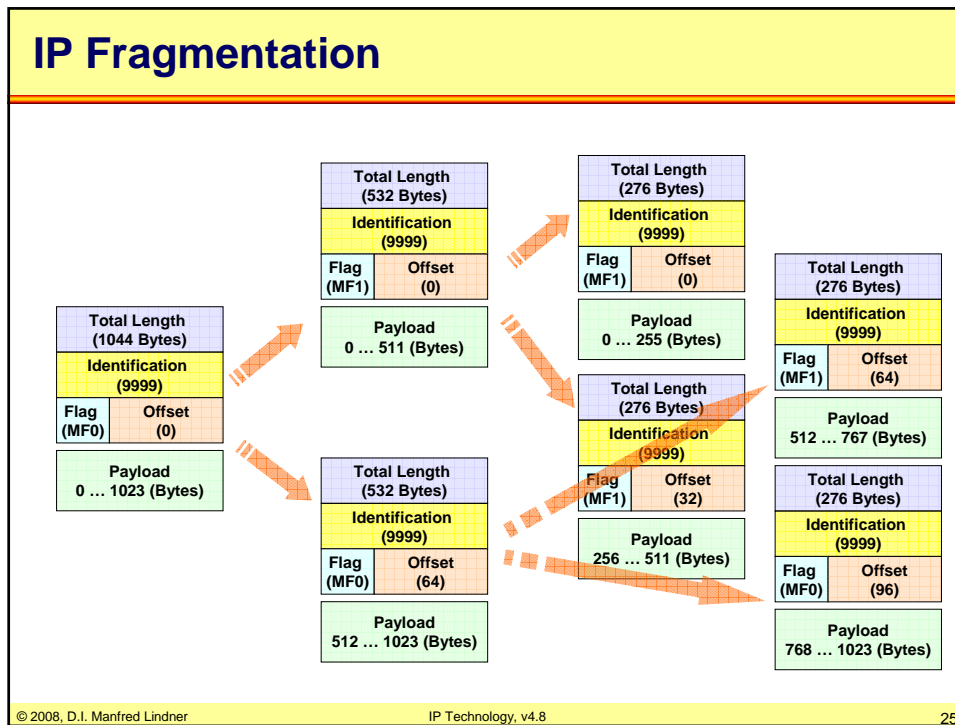 IP Fragmentation
Total Length
(1044 Bytes)
Identification
(9999)
Flag
(MF0)
Offset
(0)
Payload
0 … 1023 (Bytes)
Total Length
(532 Bytes)
Identification
(9999)
Flag
(MF1)
Offset
(0)
Payload
0 … 511 (Bytes)
Total Length
(532 Bytes)
Identification
(9999)
Flag
(MF0)
Offset
(64)
Payload
512 … 1023 (Bytes)
Total Length
(276 Bytes)
Identification
(9999)
Flag
(MF1)
Offset
(0)
Payload
0 … 255 (Bytes)
Total Length
(276 Bytes)
Identification
(9999)
Flag
(MF1)
Offset
(32)
Payload
256 … 511 (Bytes)
Total Length
(276 Bytes)
Identification
(9999)
Flag
(MF1)
Offset
(64)
Payload
512 … 767 (Bytes)
Total Length
(276 Bytes)
Identification
(9999)
Flag
(MF0)
Offset
(96)
Payload
768 … 1023 (Bytes)
© 2008, D.I. Manfred Lindner
IP Technology, v4.8
25